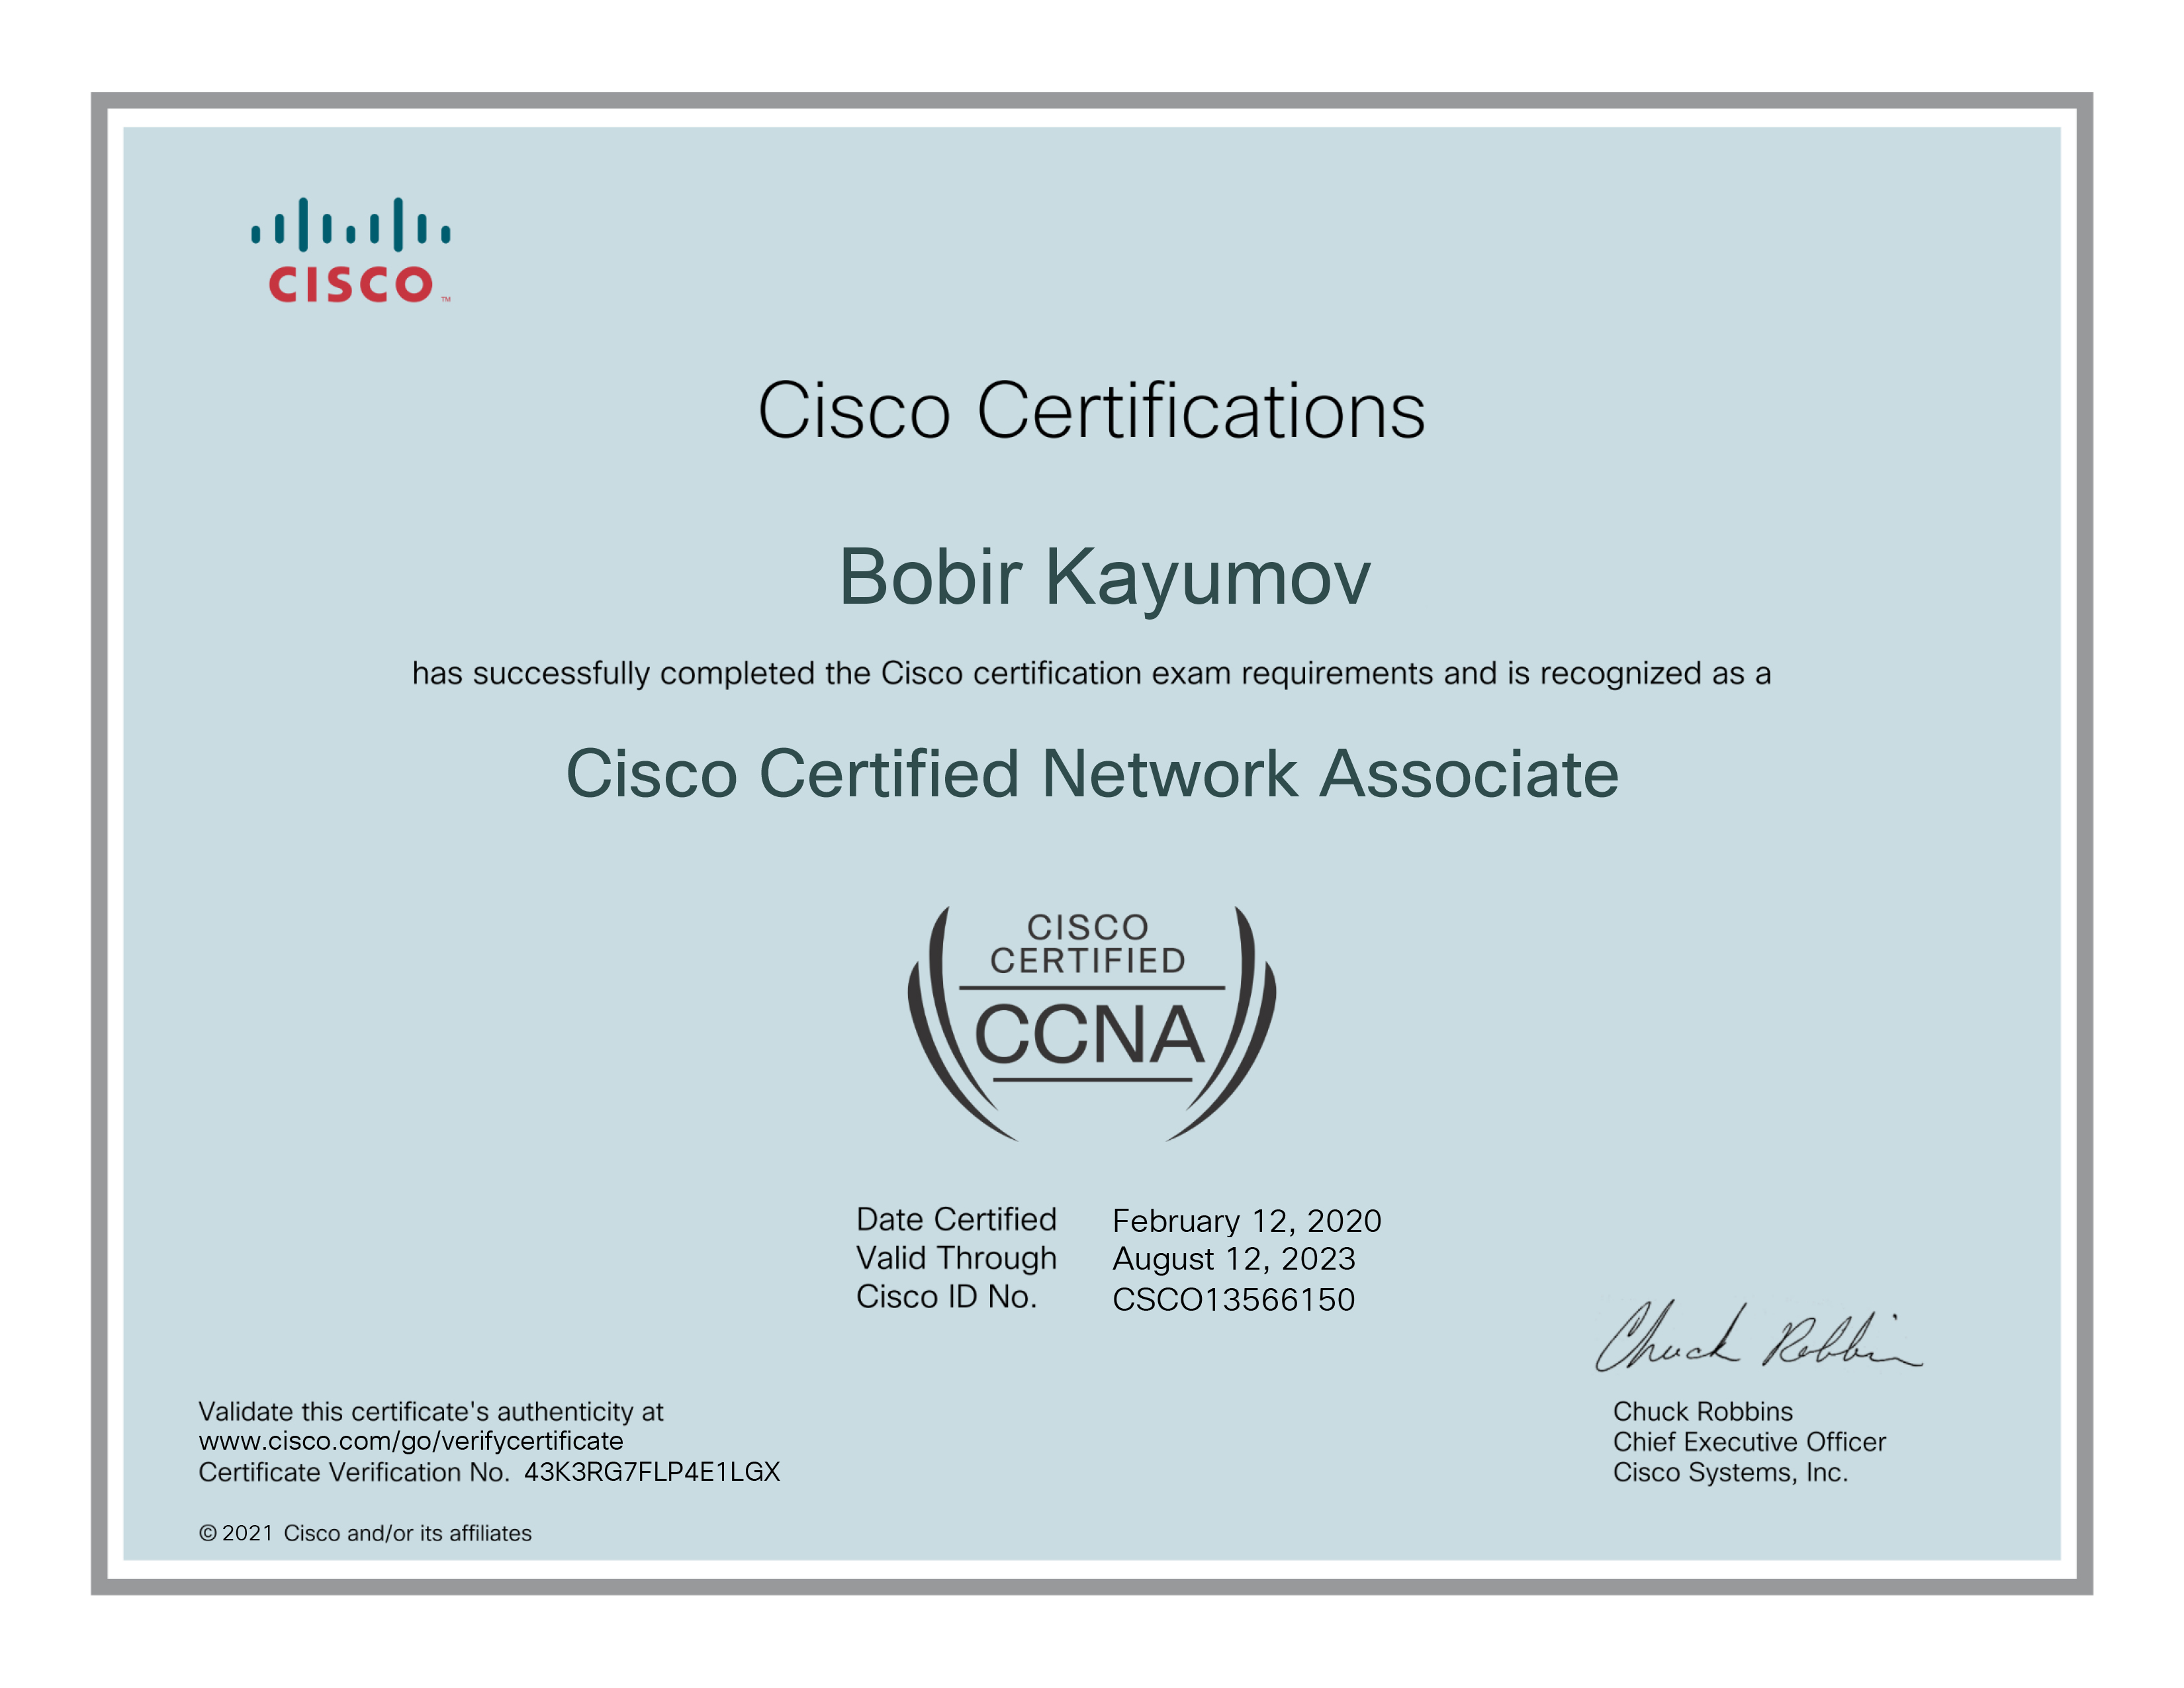 CISCO ™
Cisco Certifications
Bobir Kayumov
has successfully completed the Cisco certification exam requirements and is recognized as a
Cisco Certified Network Associate
CISCO
CERTIFIED
CCNA
Date Certified February 12, 2020
Valid Through August 12, 2023
Cisco ID No. CSCO13566150
Chuck Robbins
Validate this certificate's authenticity at
www.cisco.com/go/verifycertificate
Certificate Verification No. 43K3RG7FLP4E1LGX
Chuck Robbins
Chief Executive Officer
Cisco Systems, Inc.
© 2021 Cisco and/or its affiliates